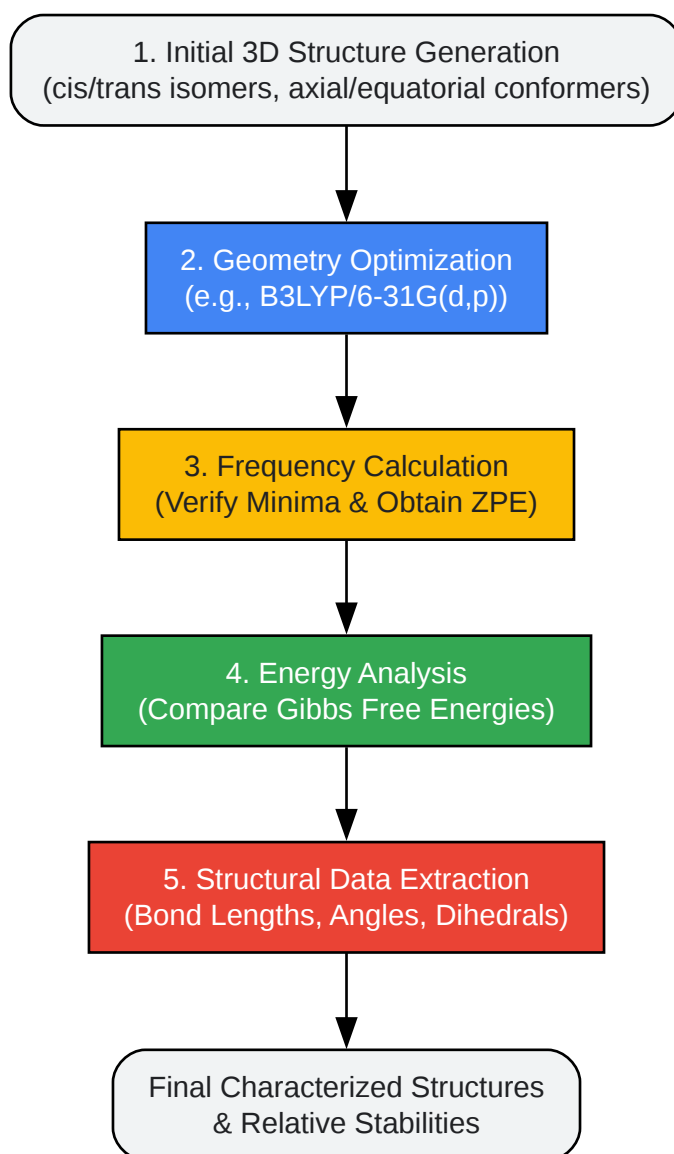 1. Initial 3D Structure Generation
(cis/trans isomers, axial/equatorial conformers)
2. Geometry Optimization
(e.g., B3LYP/6-31G(d,p))
3. Frequency Calculation
(Verify Minima & Obtain ZPE)
4. Energy Analysis
(Compare Gibbs Free Energies)
5. Structural Data Extraction
(Bond Lengths, Angles, Dihedrals)
Final Characterized Structures
& Relative Stabilities